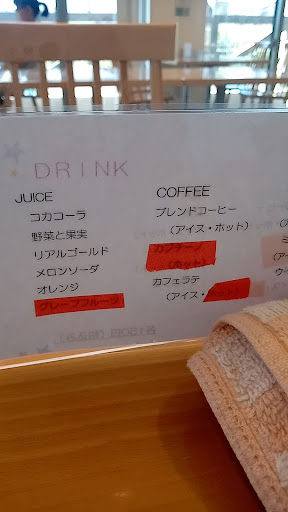 DRINK
JUICE
コカコーラ
野菜と果実
リアルゴールド
メロンソーダ
オレンジ
グレープフルーツ
COFFEE
ブレンドコーヒー
(アイス・ホット)
カプチーノ
(ホット)
カフェラテ
(アイス・ホット)